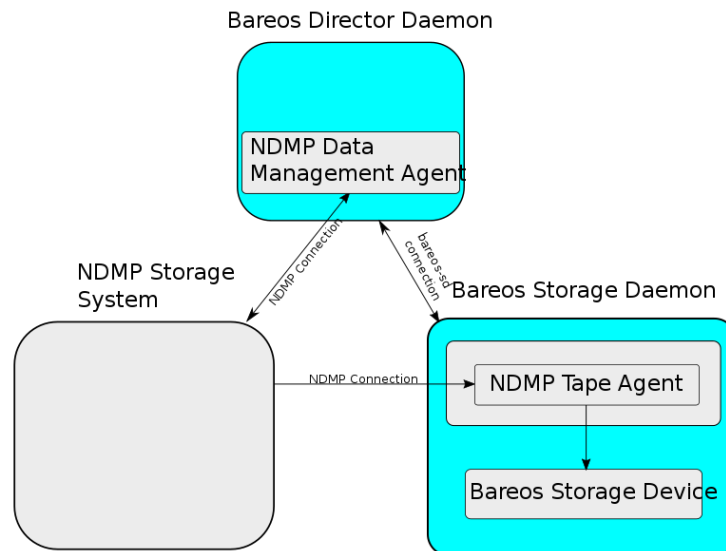 Bareos Director Daemon
NDMP Data
Management Agent
NDMP Connection
bareos-sd
connection
NDMP Storage
System
Bareos Storage Daemon
NDMP Connection
NDMP Tape Agent
Bareos Storage Device